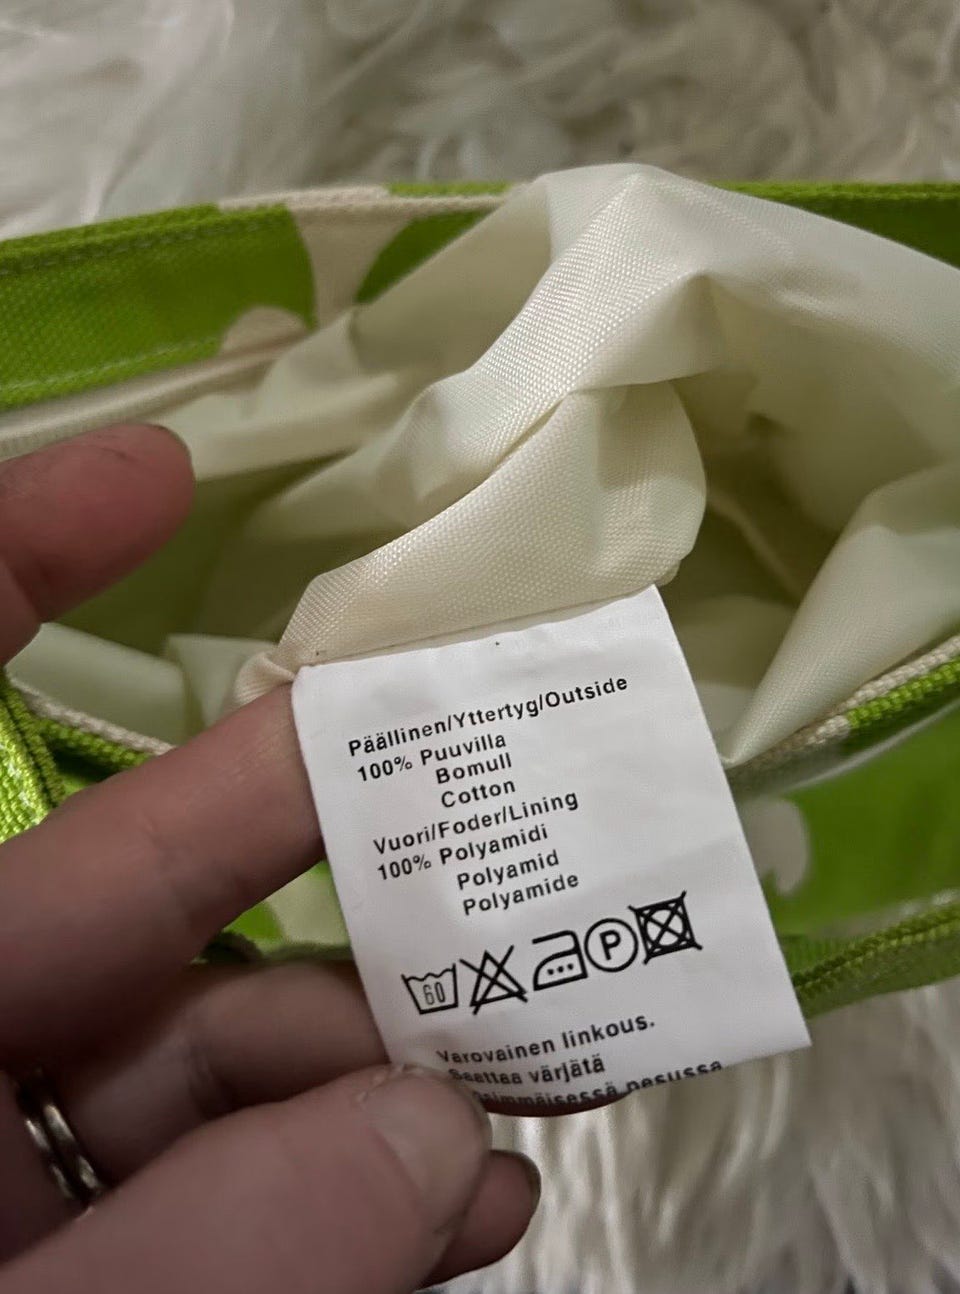 Päällinen/Yttertyg/Outside
100% Puuvilla
Bomull
Cotton
Vuori/Foder/Lining
100% Polyamidi
Polyamid
Polyamide
60 P
Varovainen linkous.
Saattaa värjätä
pesussa